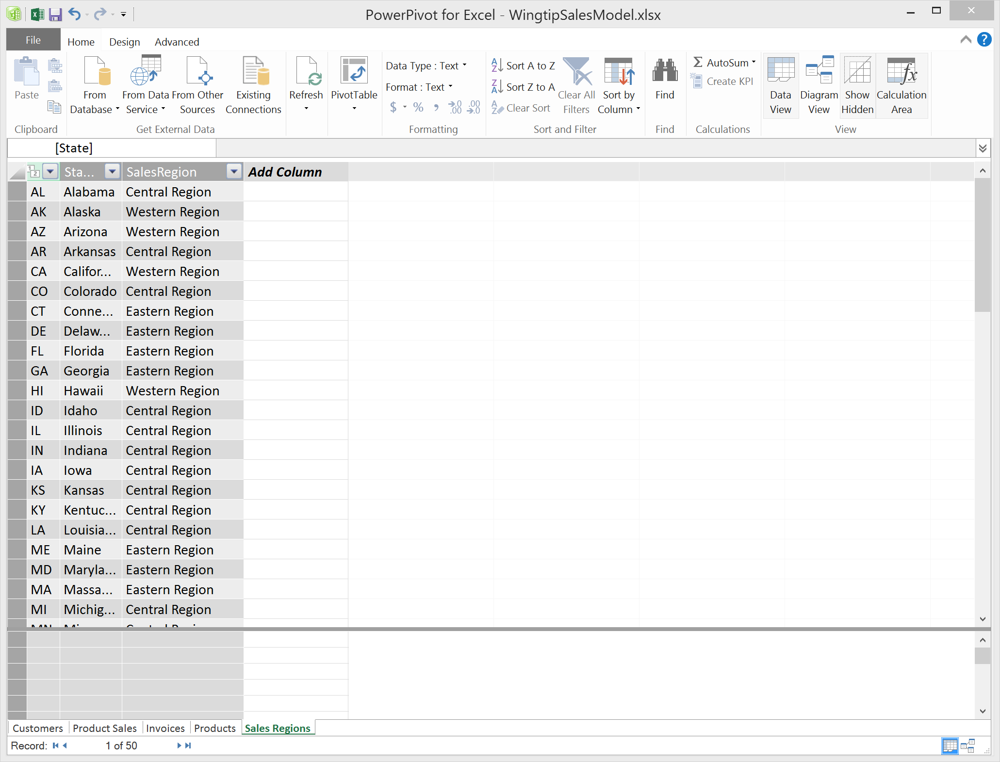 PowerPivot for Excel - WingtipSalesModel.xlsx
File Home Design Advanced
Paste
Clipboard
From Database
From Data Service
From Other Sources
Existing Connections
Get External Data
Refresh
PivotTable
Data Type : Text
Format : Text
$ % , .0 .00 .00 .0
Formatting
Sort A to Z
Sort Z to A
Clear Sort
Clear All Filters
Sort by Column
Sort and Filter
Find
Find
Σ AutoSum
Create KPI
Calculations
Data View
Diagram View
Show Hidden
fx
Calculation Area
View
[State]
Sta... SalesRegion Add Column
AL Alabama Central Region
AK Alaska Western Region
AZ Arizona Western Region
AR Arkansas Central Region
CA Califor... Western Region
CO Colorado Central Region
CT Conne... Eastern Region
DE Delaw... Eastern Region
FL Florida Eastern Region
GA Georgia Eastern Region
HI Hawaii Western Region
ID Idaho Central Region
IL Illinois Central Region
IN Indiana Central Region
IA Iowa Central Region
KS Kansas Central Region
KY Kentuc... Central Region
LA Louisia... Central Region
ME Maine Eastern Region
MD Maryla... Eastern Region
MA Massa... Eastern Region
MI Michig... Central Region
Customers Product Sales Invoices Products Sales Regions
Record: 1 of 50